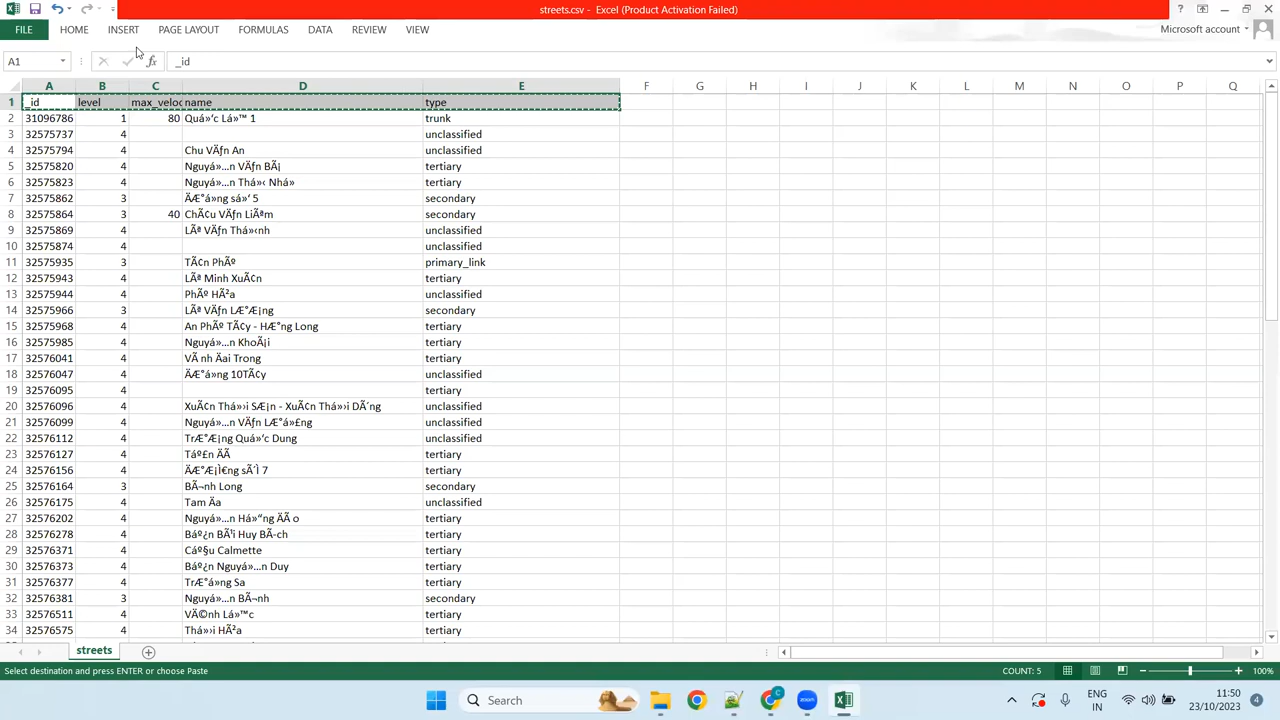 streets.csv - Excel (Product Activation Failed)
?
FILE HOME INSERT PAGE LAYOUT FORMULAS DATA REVIEW VIEW Microsoft account
A1 fx _id
A B C D E F G H I J K L M N O P Q
1 _id level max_veloc name type
2 31096786 1 80 Quá»‘c Lá»™ 1 trunk
3 32575737 4 unclassified
4 32575794 4 Chu VÄƒn An unclassified
5 32575820 4 Nguyá»…n VÄƒn BÃ¡ tertiary
6 32575823 4 Nguyá»…n Thá»‹ Nhá» tertiary
7 32575862 3 ÄÆ°á»ng sá»‘ 5 secondary
8 32575864 3 40 ChÃ¢u VÄƒn LiÃªm secondary
9 32575869 4 LÃª VÄƒn Thá»‹nh unclassified
10 32575874 4 unclassified
11 32575935 3 TÃ¢n PhÃº primary_link
12 32575943 4 LÃª Minh XuÃ¢n tertiary
13 32575944 4 PhÃº HÃ²a unclassified
14 32575966 3 LÃª VÄƒn LÆ°Æ¡ng secondary
15 32575968 4 An PhÃº TÃ¢y - HÆ°ng Long tertiary
16 32575985 4 Nguyá»…n KhoÃ¡i tertiary
17 32576041 4 VÃ nh Äai Trong tertiary
18 32576047 4 ÄÆ°á»ng 10TÃ¢y unclassified
19 32576095 4 tertiary
20 32576096 4 XuÃ¢n Thá»›i SÆ¡n - XuÃ¢n Thá»›i DÃ´ng unclassified
21 32576099 4 Nguyá»…n VÄƒn LÆ°á»£ng unclassified
22 32576112 4 TrÆ°Æ¡ng Quá»‘c Dung unclassified
23 32576127 4 Táº£n ÄÃ tertiary
24 32576156 4 ÄÆ°Æ¡Ì€ng sÃ´Ì 7 tertiary
25 32576164 3 BÃ¬nh Long secondary
26 32576175 4 Tam Äa unclassified
27 32576202 4 Nguyá»…n Há»“ng ÄÃ o tertiary
28 32576278 4 Báº¿n BÃ¹i Huy BÃ­ch tertiary
29 32576371 4 Cáº§u Calmette tertiary
30 32576373 4 Báº¿n Nguyá»…n Duy tertiary
31 32576377 4 TrÆ°á»ng Sa tertiary
32 32576381 3 Nguyá»…n BÃ¬nh secondary
33 32576511 4 VÄ©nh Lá»™c tertiary
34 32576575 4 Thá»›i HÃ²a tertiary
streets
Select destination and press ENTER or choose Paste COUNT: 5 100%
Search ENG IN 11:50 23/10/2023 4